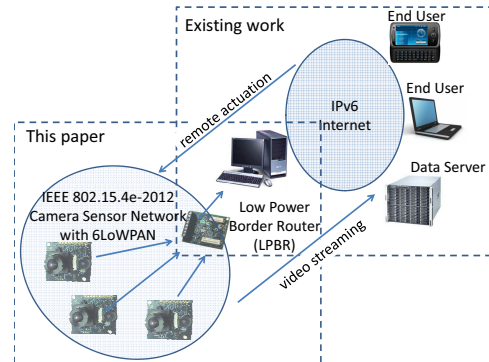 Existing work
End User
End User
IPv6
Internet
Data Server
remote actuation
This paper
IEEE 802.15.4e-2012
Camera Sensor Network
with 6LoWPAN
Low Power
Border Router
(LPBR)
video streaming